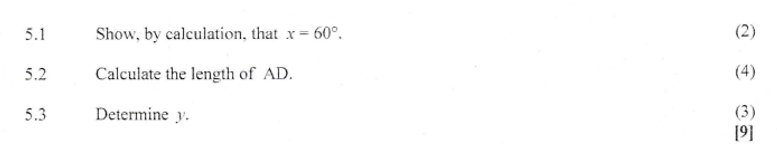 5.1 Show, by calculation, that x = 60°. (2)
5.2 Calculate the length of AD. (4)
5.3 Determine y. (3)
[9]